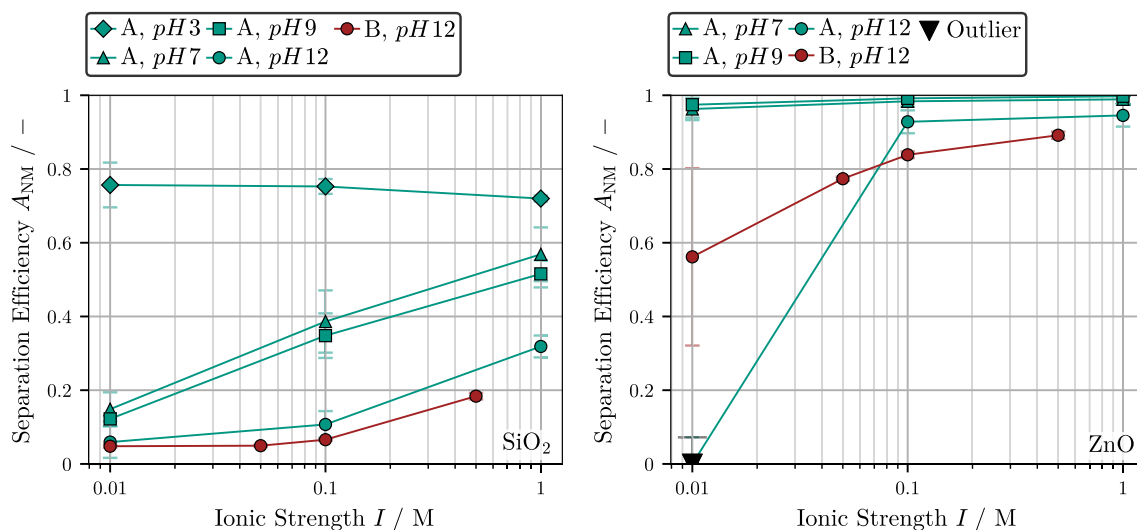 A, pH 3 A, pH 9 B, pH 12
A, pH 7 A, pH 12
Separation Efficiency A_NM / −
1
0.8
0.6
0.4
0.2
0
SiO₂
0.01 0.1 1
Ionic Strength I / M
A, pH 7 A, pH 12 Outlier
A, pH 9 B, pH 12
Separation Efficiency A_NM / −
1
0.8
0.6
0.4
0.2
0
ZnO
0.01 0.1 1
Ionic Strength I / M